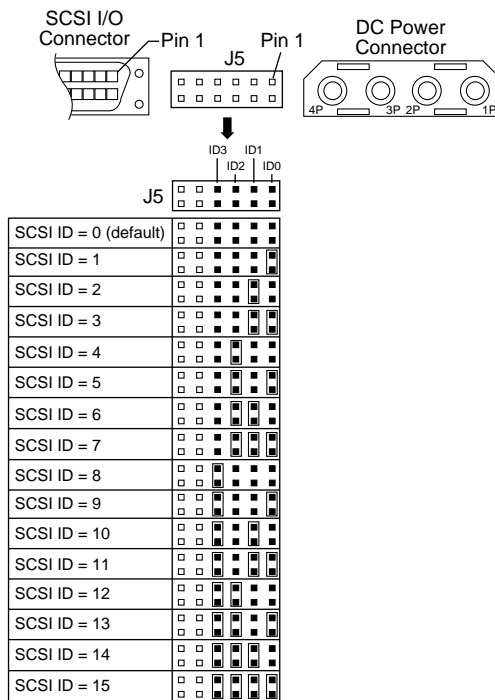 SCSI I/O
Connector
Pin 1
Pin 1
J5
DC Power
Connector
4P 3P 2P 1P
ID3 ID1
ID2 ID0
J5
SCSI ID = 0 (default)
SCSI ID = 1
SCSI ID = 2
SCSI ID = 3
SCSI ID = 4
SCSI ID = 5
SCSI ID = 6
SCSI ID = 7
SCSI ID = 8
SCSI ID = 9
SCSI ID = 10
SCSI ID = 11
SCSI ID = 12
SCSI ID = 13
SCSI ID = 14
SCSI ID = 15